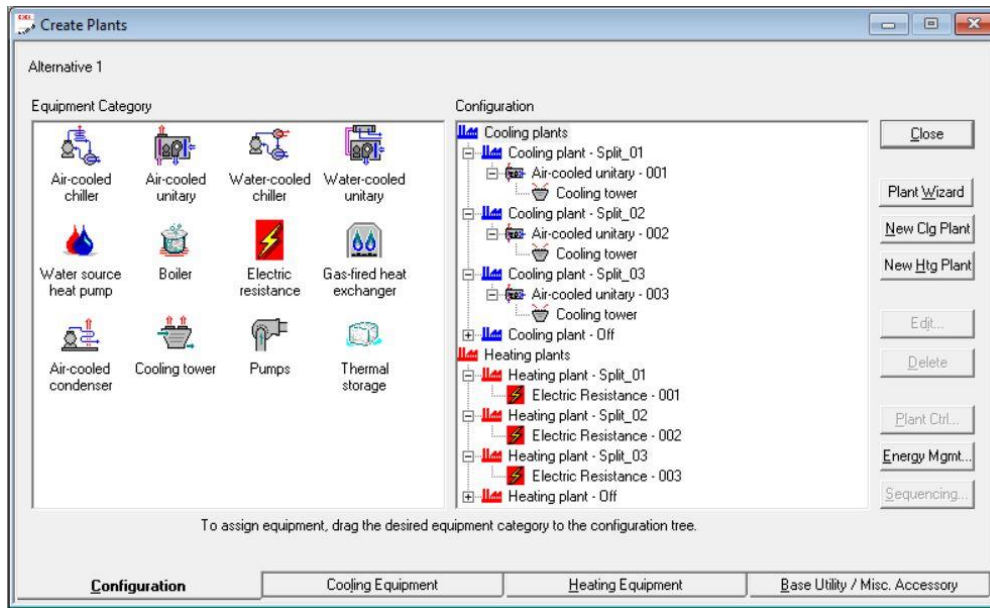 Create Plants
Alternative 1
Equipment Category
Air-cooled chiller
Air-cooled unitary
Water-cooled chiller
Water-cooled unitary
Water source heat pump
Boiler
Electric resistance
Gas-fired heat exchanger
Air-cooled condenser
Cooling tower
Pumps
Thermal storage
Configuration
Cooling plants
Cooling plant - Split_01
Air-cooled unitary - 001
Cooling tower
Cooling plant - Split_02
Air-cooled unitary - 002
Cooling tower
Cooling plant - Split_03
Air-cooled unitary - 003
Cooling tower
Cooling plant - Off
Heating plants
Heating plant - Split_01
Electric Resistance - 001
Heating plant - Split_02
Electric Resistance - 002
Heating plant - Split_03
Electric Resistance - 003
Heating plant - Off
Close
Plant Wizard
New Clg Plant
New Htg Plant
Edit...
Delete
Plant Ctrl...
Energy Mgmt...
Sequencing...
To assign equipment, drag the desired equipment category to the configuration tree.
Configuration
Cooling Equipment
Heating Equipment
Base Utility / Misc. Accessory